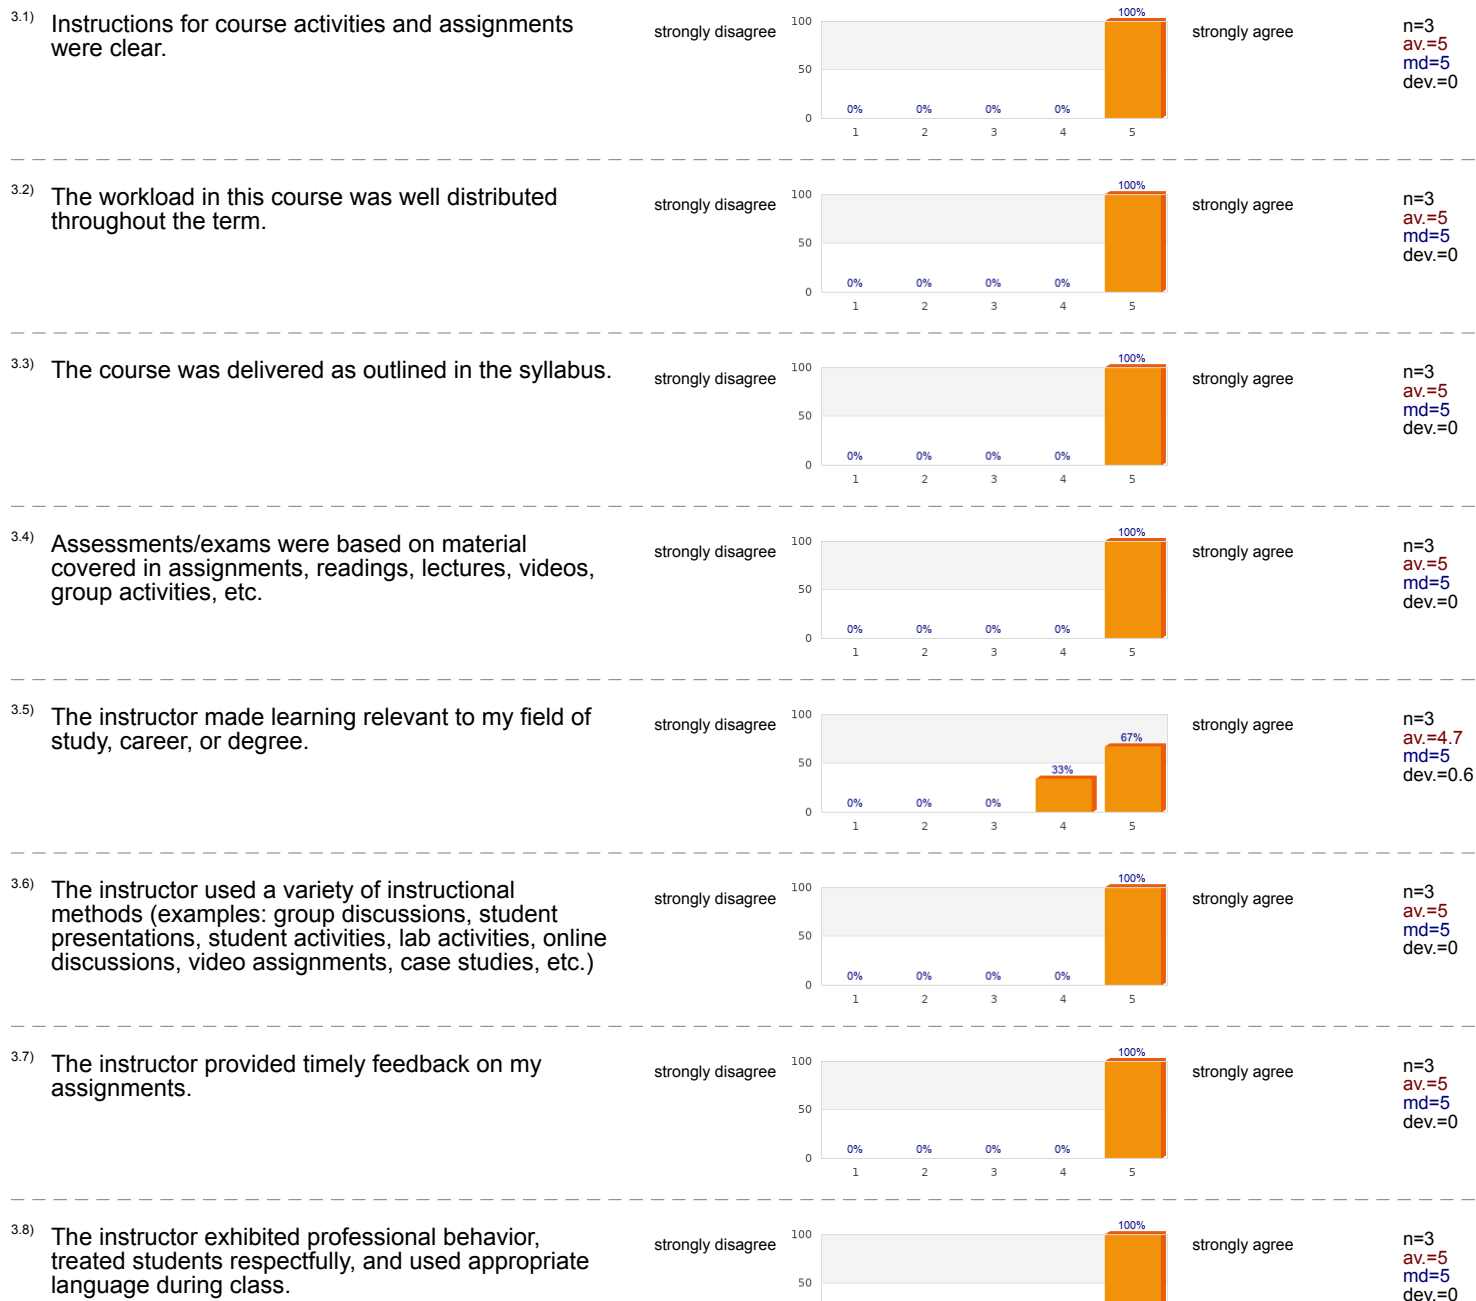 3.1) Instructions for course activities and assignments
were clear.
strongly disagree
100
50
0
0% 0% 0% 0% 100%
1 2 3 4 5
strongly agree
n=3
av.=5
md=5
dev.=0
3.2) The workload in this course was well distributed
throughout the term.
strongly disagree
100
50
0
0% 0% 0% 0% 100%
1 2 3 4 5
strongly agree
n=3
av.=5
md=5
dev.=0
3.3) The course was delivered as outlined in the syllabus.
strongly disagree
100
50
0
0% 0% 0% 0% 100%
1 2 3 4 5
strongly agree
n=3
av.=5
md=5
dev.=0
3.4) Assessments/exams were based on material
covered in assignments, readings, lectures, videos,
group activities, etc.
strongly disagree
100
50
0
0% 0% 0% 0% 100%
1 2 3 4 5
strongly agree
n=3
av.=5
md=5
dev.=0
3.5) The instructor made learning relevant to my field of
study, career, or degree.
strongly disagree
100
50
0
0% 0% 0% 33% 67%
1 2 3 4 5
strongly agree
n=3
av.=4.7
md=5
dev.=0.6
3.6) The instructor used a variety of instructional
methods (examples: group discussions, student
presentations, student activities, lab activities, online
discussions, video assignments, case studies, etc.)
strongly disagree
100
50
0
0% 0% 0% 0% 100%
1 2 3 4 5
strongly agree
n=3
av.=5
md=5
dev.=0
3.7) The instructor provided timely feedback on my
assignments.
strongly disagree
100
50
0
0% 0% 0% 0% 100%
1 2 3 4 5
strongly agree
n=3
av.=5
md=5
dev.=0
3.8) The instructor exhibited professional behavior,
treated students respectfully, and used appropriate
language during class.
strongly disagree
100
50
100%
strongly agree
n=3
av.=5
md=5
dev.=0